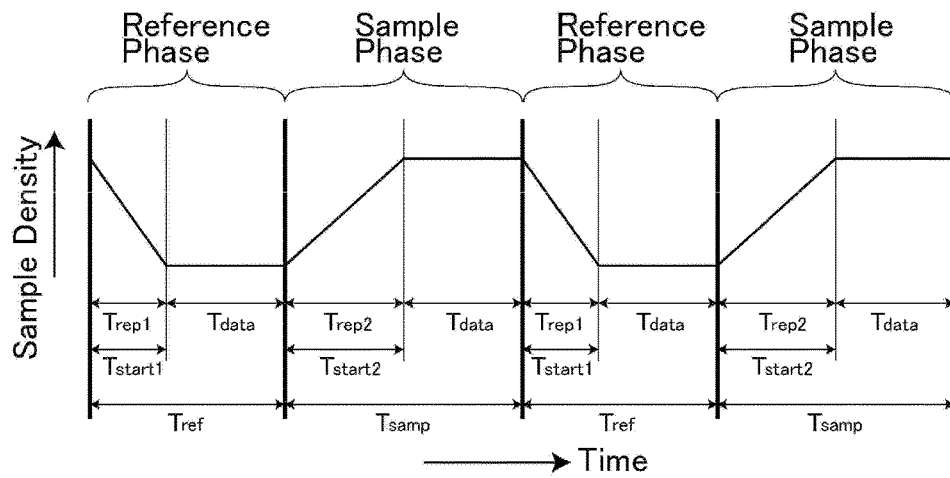 Reference Phase
Sample Phase
Reference Phase
Sample Phase
Sample Density
Trep1 Tdata Trep2 Tdata Trep1 Tdata Trep2 Tdata
Tstart1 Tstart2 Tstart1 Tstart2
Tref Tsamp Tref Tsamp
Time